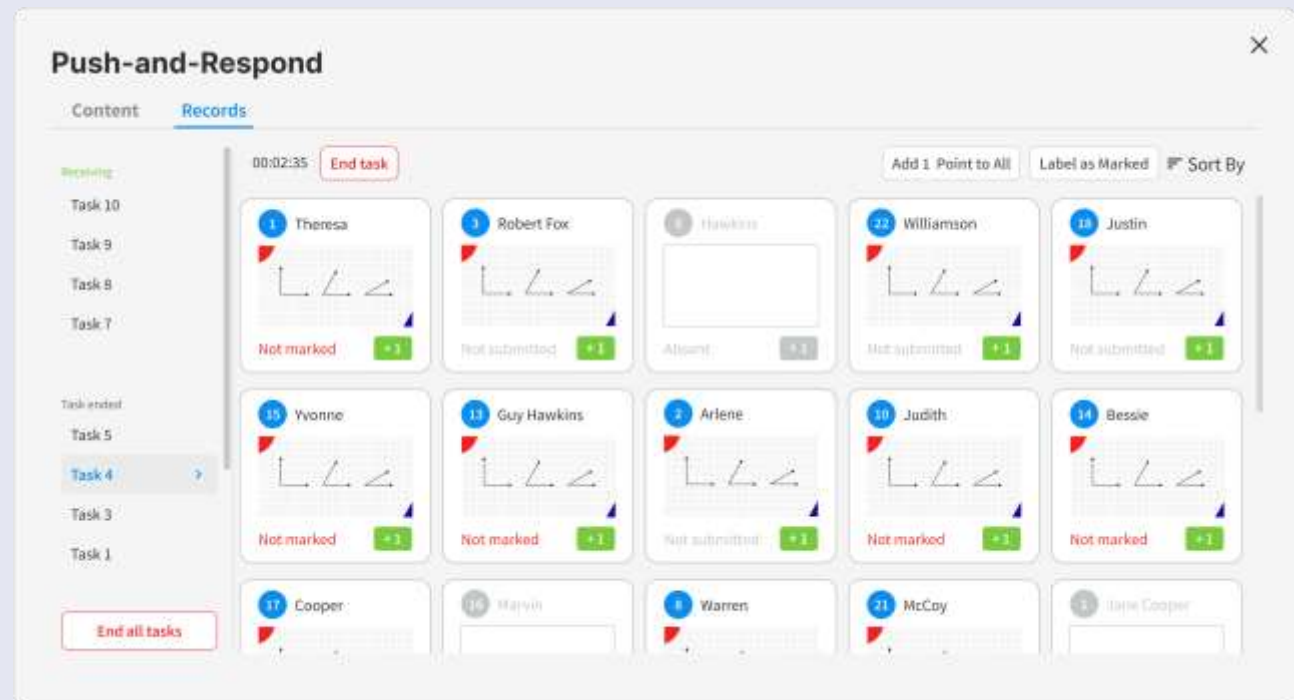 Push-and-Respond
Content Records
Receiving
Task 10
Task 9
Task 8
Task 7
Task ended
Task 5
Task 4
Task 3
Task 1
End all tasks
00:02:35 End task Add 1 Point to All Label as Marked Sort By
1 Theresa 3 Robert Fox Hawkins 22 Williamson 18 Justin
Not marked +1 Not submitted +1 Absent +1 Not submitted +1 Not submitted +1
15 Yvonne 13 Guy Hawkins 2 Arlene 10 Judith 14 Bessie
Not marked +1 Not marked +1 Not submitted +1 Not marked +1 Not marked +1
17 Cooper 16 Marvin 8 Warren 21 McCoy Jane Cooper